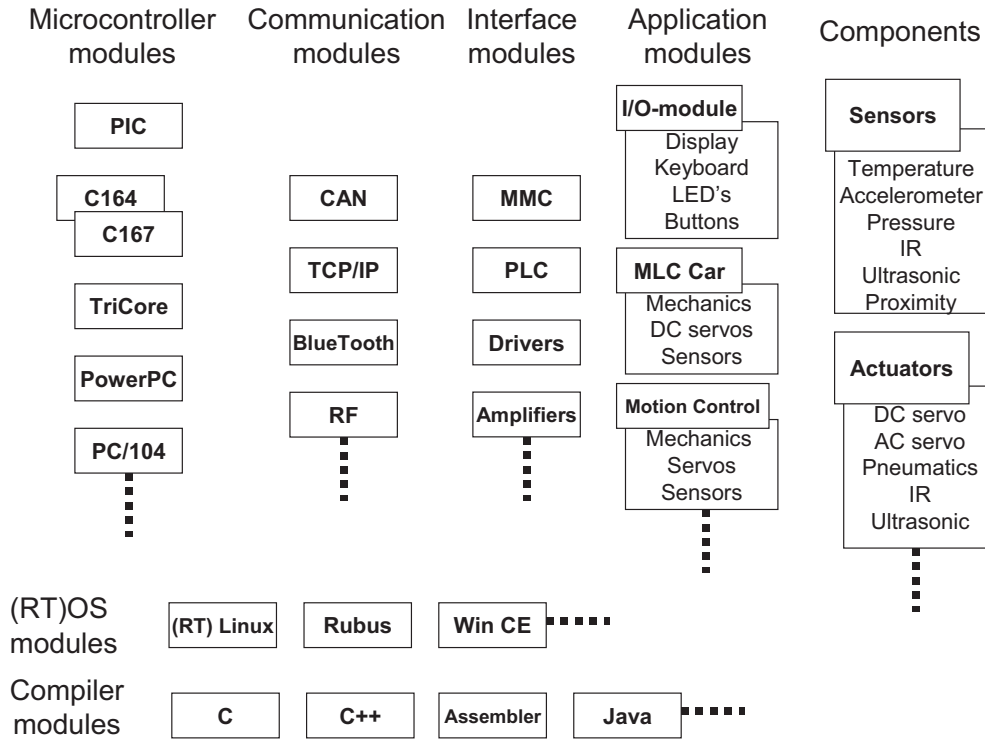 Microcontroller
modules
Communication
modules
Interface
modules
Application
modules
Components
PIC
C164
C167
TriCore
PowerPC
PC/104
CAN
TCP/IP
BlueTooth
RF
MMC
PLC
Drivers
Amplifiers
I/O-module
Display
Keyboard
LED's
Buttons
MLC Car
Mechanics
DC servos
Sensors
Motion Control
Mechanics
Servos
Sensors
Sensors
Temperature
Accelerometer
Pressure
IR
Ultrasonic
Proximity
Actuators
DC servo
AC servo
Pneumatics
IR
Ultrasonic
(RT)OS
modules
(RT) Linux
Rubus
Win CE
Compiler
modules
C
C++
Assembler
Java